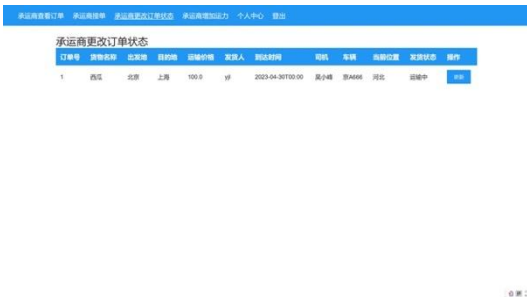 承运商查看订单 承运商接单 承运商更改订单状态 承运商增加运力 个人中心 登出
承运商更改订单状态
订单号 货物名称 出发地 目的地 运输价格 发货人 到达时间 司机 车辆 当前位置 发货状态 操作
1 西瓜 北京 上海 100.0 yjl 2023-04-30T00:00 吴小峰 京A666 河北 运输中 更新